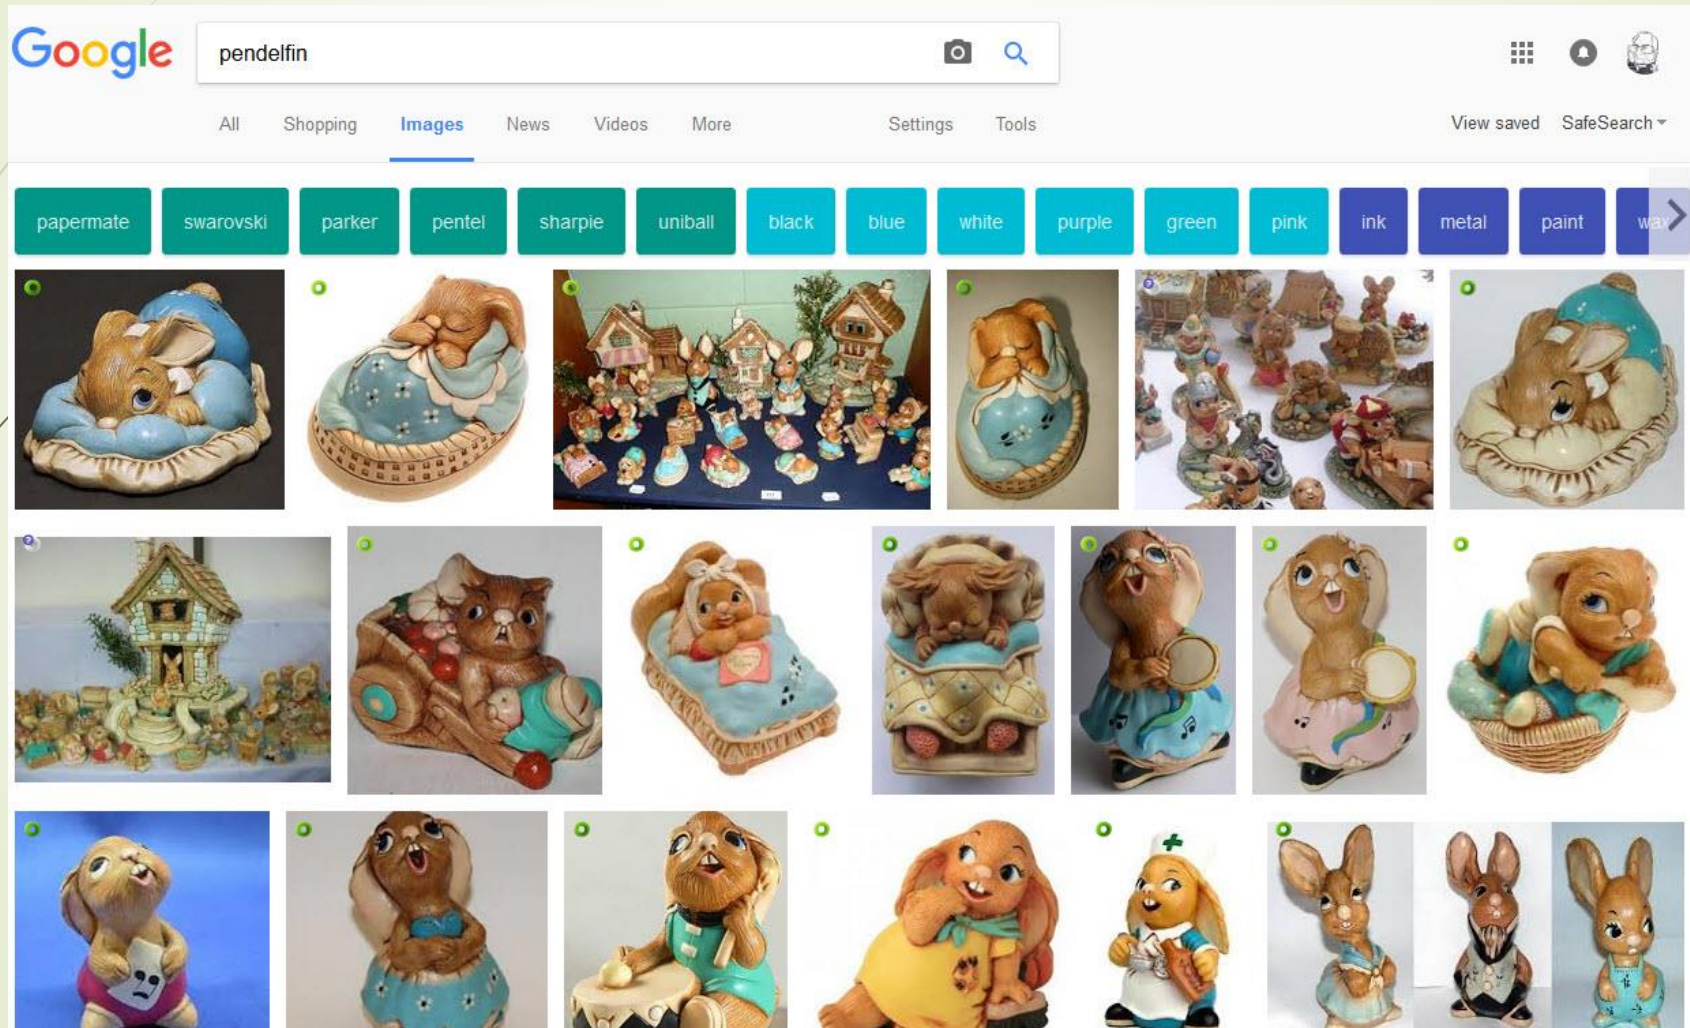 Google pendelfin
All Shopping Images News Videos More Settings Tools View saved SafeSearch
papermate swarovski parker pentel sharpie uniball black blue white purple green pink ink metal paint wax